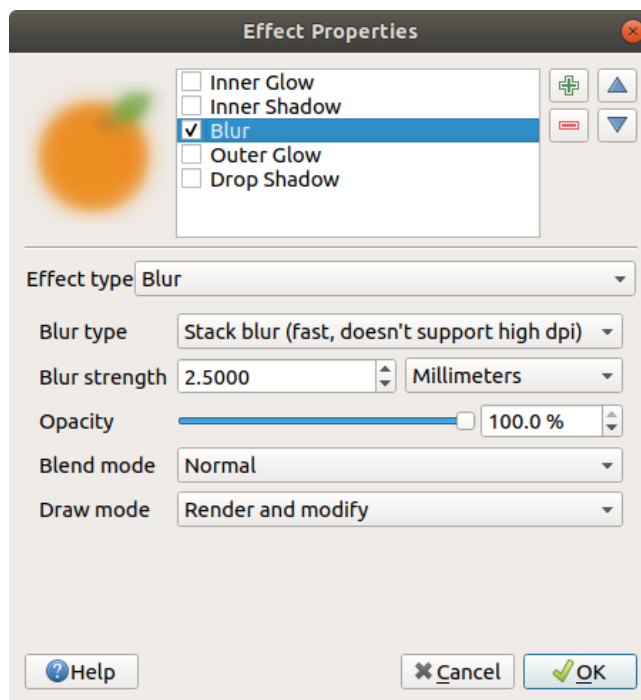 Effect Properties
Inner Glow
Inner Shadow
Blur
Outer Glow
Drop Shadow
Effect type Blur
Blur type Stack blur (fast, doesn't support high dpi)
Blur strength 2.5000 Millimeters
Opacity 100.0 %
Blend mode Normal
Draw mode Render and modify
Help Cancel OK